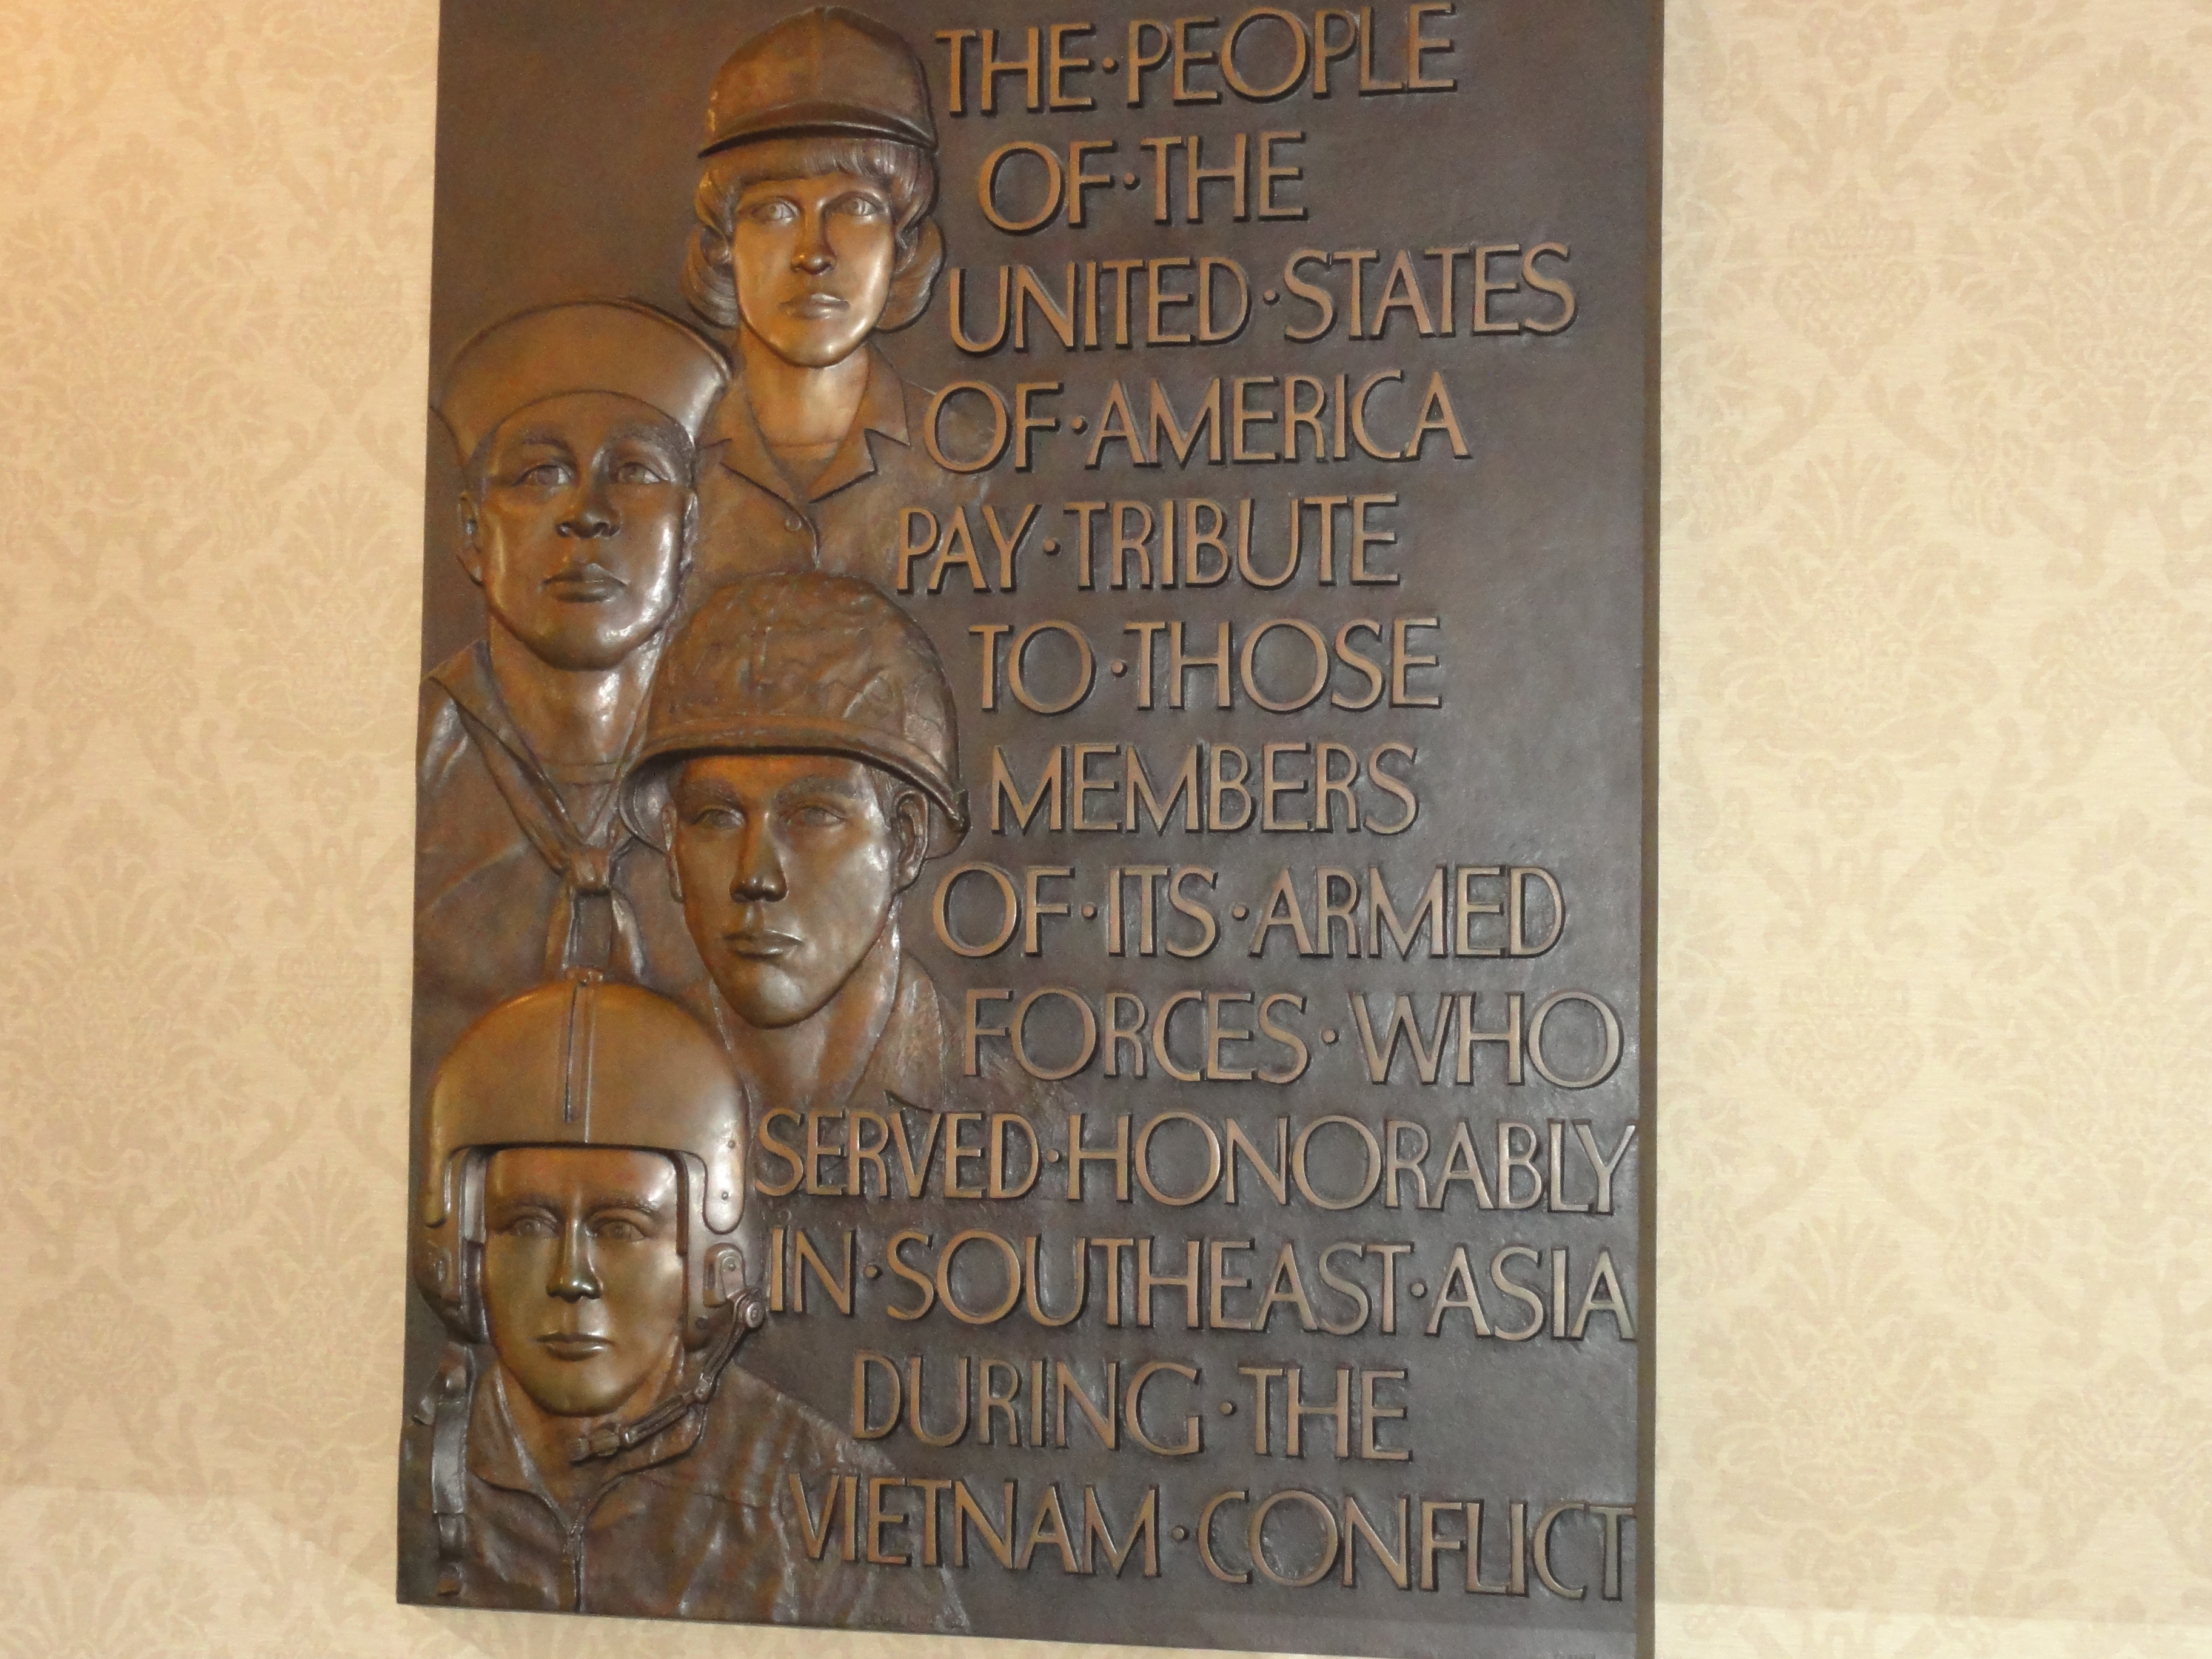 THE·PEOPLE
OF·THE
UNITED·STATES
OF·AMERICA
PAY·TRIBUTE
TO·THOSE
MEMBERS
OF·ITS·ARMED
FORCES·WHO
SERVED·HONORABLY
IN·SOUTHEAST·ASIA
DURING·THE
VIETNAM·CONFLICT